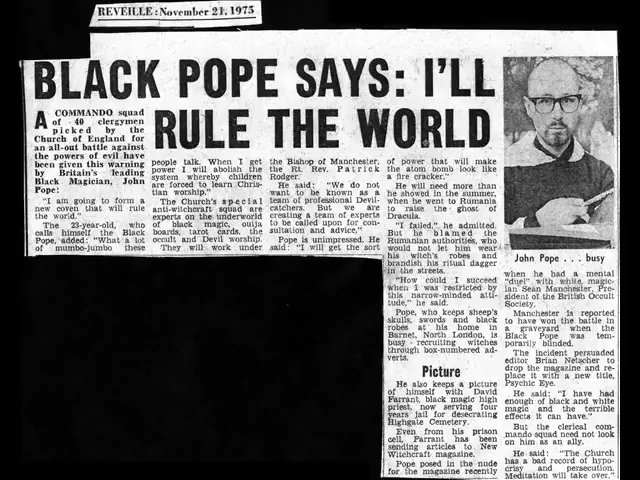 REVEILLE: November 21, 1975
BLACK POPE SAYS: I'LL
RULE THE WORLD
A COMMANDO squad
of 40 clergymen
picked by the
Church of England for
an all-out battle against
the powers of evil have
been given this warning
by Britain's leading
Black Magician, John
Pope:
"I am going to form a
new coven that will rule
the world."
The 23-year-old, who
calls himself the Black
Pope, added: "What a lot
of mumbo-jumbo these
people talk. When I get
power I will abolish the
system whereby children
are forced to learn Chris-
tian worship."
The Church's special
anti-witchcraft squad are
experts on the underworld
of black magic, ouija
boards, tarot cards, the
occult and Devil worship.
They will work under
the Bishop of Manchester,
the Rt. Rev. Patrick
Rodger.
He said: "We do not
want to be known as a
team of professional Devil-
catchers. But we are
creating a team of experts
to be called upon for con-
sultation and advice."
Pope is unimpressed. He
said: "I will get the sort
of power that will make
the atom bomb look like
a fire cracker."
He will need more than
he showed in the summer,
when he went to Rumania
to raise the ghost of
Dracula.
"I failed," he admitted.
But he blamed the
Rumanian authorities, who
would not let him wear
his witch's robes and
brandish his ritual dagger
in the streets.
"How could I succeed
when I was restricted by
this narrow-minded atti-
tude," he said.
Pope, who keeps sheep's
skulls, swords and black
robes at his home in
Barnet, North London, is
busy recruiting witches
through box-numbered ad-
verts.
Picture
He also keeps a picture
of himself with David
Farrant, black magic high
priest, now serving four
years jail for desecrating
Highgate Cemetery.
Even from his prison
cell, Farrant has been
sending articles to New
Witchcraft magazine.
Pope posed in the nude
for the magazine recently
John Pope . . . busy
when he had a mental
"duel" with white magic-
ian Sean Manchester, Pre-
sident of the British Occult
Society.
Manchester is reported
to have won the battle in
a graveyard when the
Black Pope was tem-
porarily blinded.
The incident persuaded
editor Brian Netscher to
drop the magazine and re-
place it with a new title,
Psychic Eye.
He said: "I have had
enough of black and white
magic and the terrible
effects it can have."
But the clerical com-
mando squad need not look
on him as an ally.
He said: "The Church
has a bad record of hypo-
crisy and persecution.
Meditation will take over."